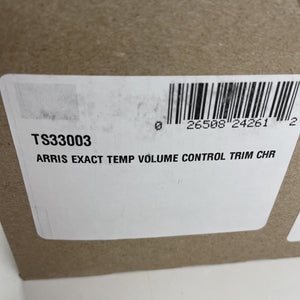 0 26508 24261 2
TS33003
ARRIS EXACT TEMP VOLUME CONTROL TRIM CHR